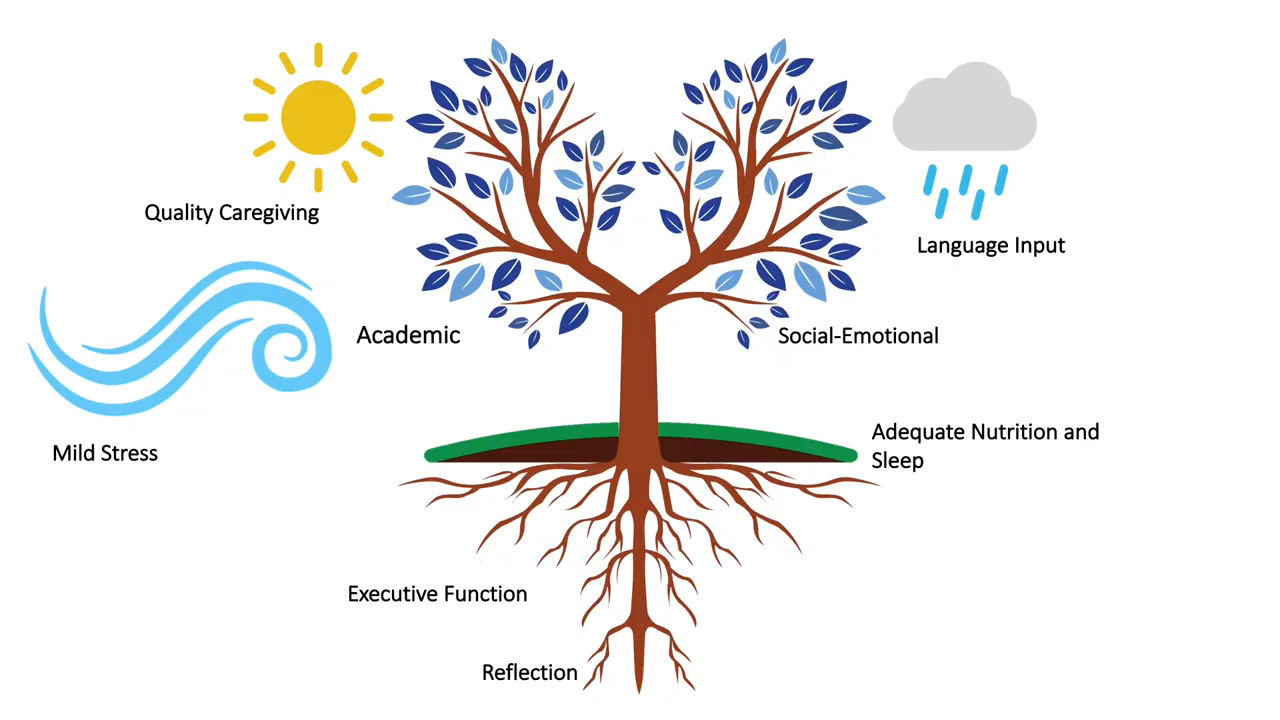 Quality Caregiving
Language Input
Academic
Social-Emotional
Mild Stress
Adequate Nutrition and
Sleep
Executive Function
Reflection